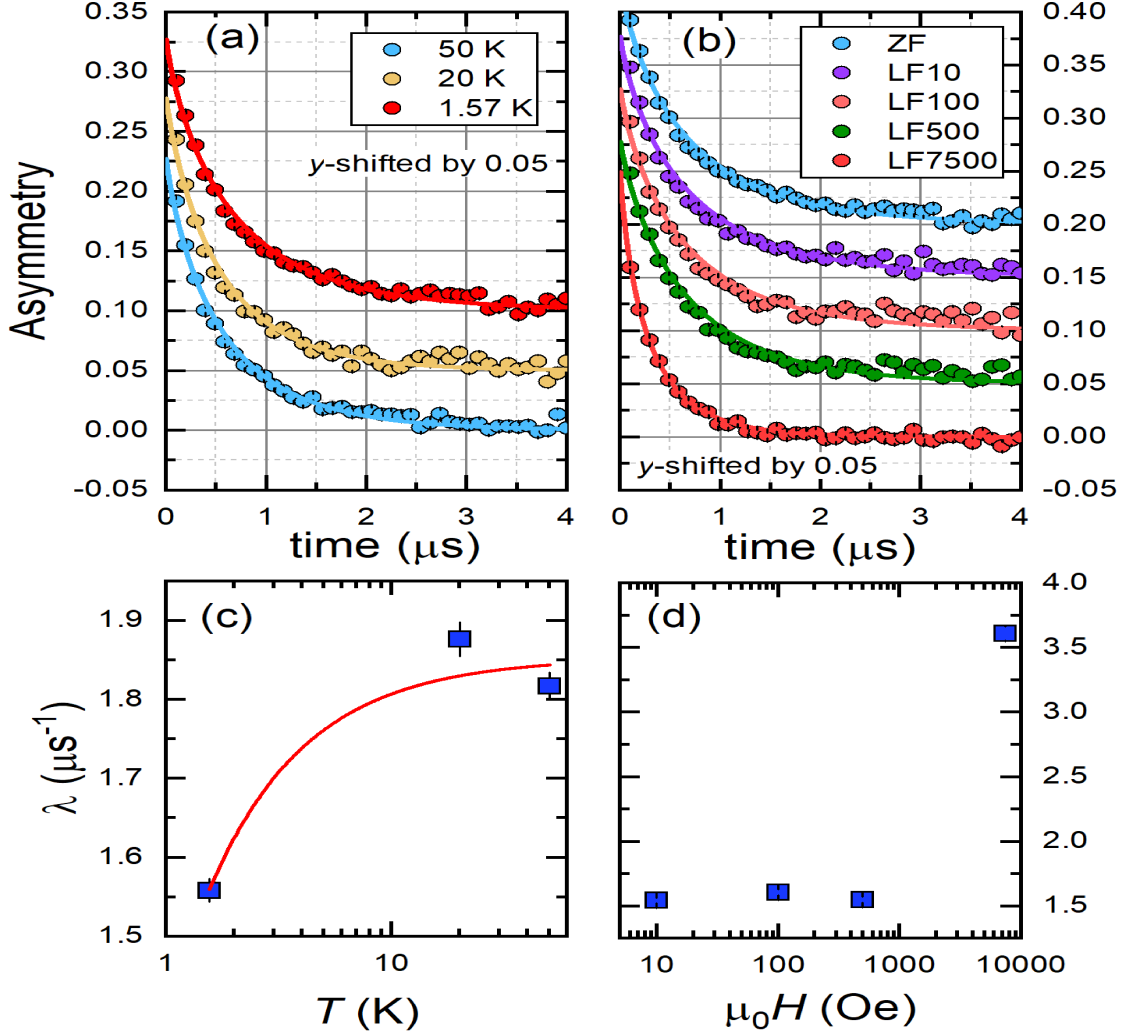 (a)
50 K
20 K
1.57 K
y-shifted by 0.05
0.35
0.30
0.25
0.20
0.15
0.10
0.05
0.00
-0.05
Asymmetry
0 1 2 3 4
time (μs)
(b)
ZF
LF10
LF100
LF500
LF7500
y-shifted by 0.05
0.40
0.35
0.30
0.25
0.20
0.15
0.10
0.05
0.00
-0.05
0 1 2 3 4
time (μs)
(c)
1.9
1.8
1.7
1.6
1.5
λ (μs⁻¹)
1 10
T (K)
(d)
4.0
3.5
3.0
2.5
2.0
1.5
10 100 1000 10000
μ₀H (Oe)